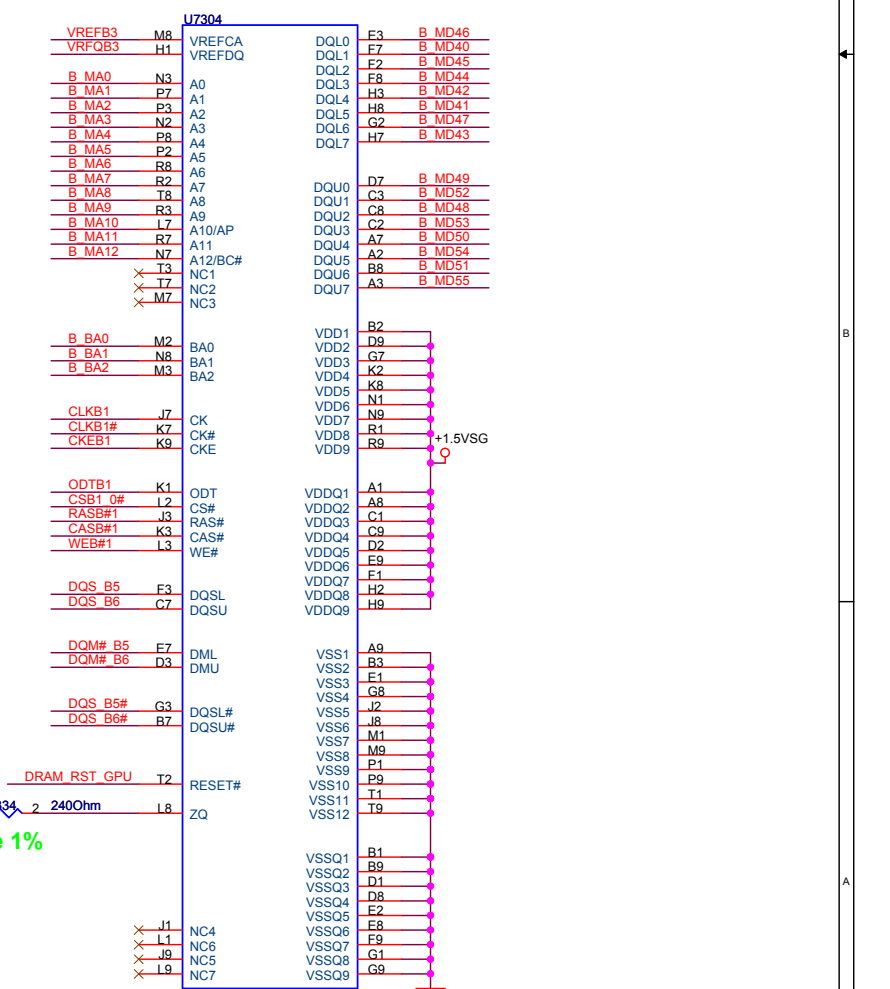 U7304
VREFB3 M8 VREFCA DQL0 E3 B_MD46
VRFQB3 H1 VREFDQ DQL1 F7 B_MD40
DQL2 F2 B_MD45
B_MA0 N3 A0 DQL3 F8 B_MD44
B_MA1 P7 A1 DQL4 H3 B_MD42
B_MA2 P3 A2 DQL5 H8 B_MD41
B_MA3 N2 A3 DQL6 G2 B_MD47
B_MA4 P8 A4 DQL7 H7 B_MD43
B_MA5 P2 A5
B_MA6 R8 A6
B_MA7 R2 A7 DQU0 D7 B_MD49
B_MA8 T8 A8 DQU1 C3 B_MD52
B_MA9 R3 A9 DQU2 C8 B_MD48
B_MA10 L7 A10/AP DQU3 C2 B_MD53
B_MA11 R7 A11 DQU4 A7 B_MD50
B_MA12 N7 A12/BC# DQU5 A2 B_MD54
T3 NC1 DQU6 B8 B_MD51
T7 NC2 DQU7 A3 B_MD55
M7 NC3
VDD1 B2
B_BA0 M2 BA0 VDD2 D9
B_BA1 N8 BA1 VDD3 G7
B_BA2 M3 BA2 VDD4 K2
VDD5 K8
VDD6 N1
CLKB1 J7 CK VDD7 N9
CLKB1# K7 CK# VDD8 R1
CKEB1 K9 CKE VDD9 R9
+1.5VSG
ODTB1 K1 ODT VDDQ1 A1
CSB1_0# L2 CS# VDDQ2 A8
RASB#1 J3 RAS# VDDQ3 C1
CASB#1 K3 CAS# VDDQ4 C9
WEB#1 L3 WE# VDDQ5 D2
VDDQ6 E9
VDDQ7 F1
DQS_B5 F3 DQSL VDDQ8 H2
DQS_B6 C7 DQSU VDDQ9 H9
DQM#_B5 E7 DML VSS1 A9
DQM#_B6 D3 DMU VSS2 B3
VSS3 E1
VSS4 G8
DQS_B5# G3 DQSL# VSS5 J2
DQS_B6# B7 DQSU# VSS6 J8
VSS7 M1
VSS8 M9
VSS9 P1
DRAM_RST_GPU T2 RESET# VSS10 P9
VSS11 T1
334 2 240Ohm L8 ZQ VSS12 T9
e 1%
VSSQ1 B1
VSSQ2 B9
VSSQ3 D1
VSSQ4 D8
VSSQ5 E2
J1 NC4 VSSQ6 E8
L1 NC6 VSSQ7 F9
J9 NC5 VSSQ8 G1
L9 NC7 VSSQ9 G9
B
A